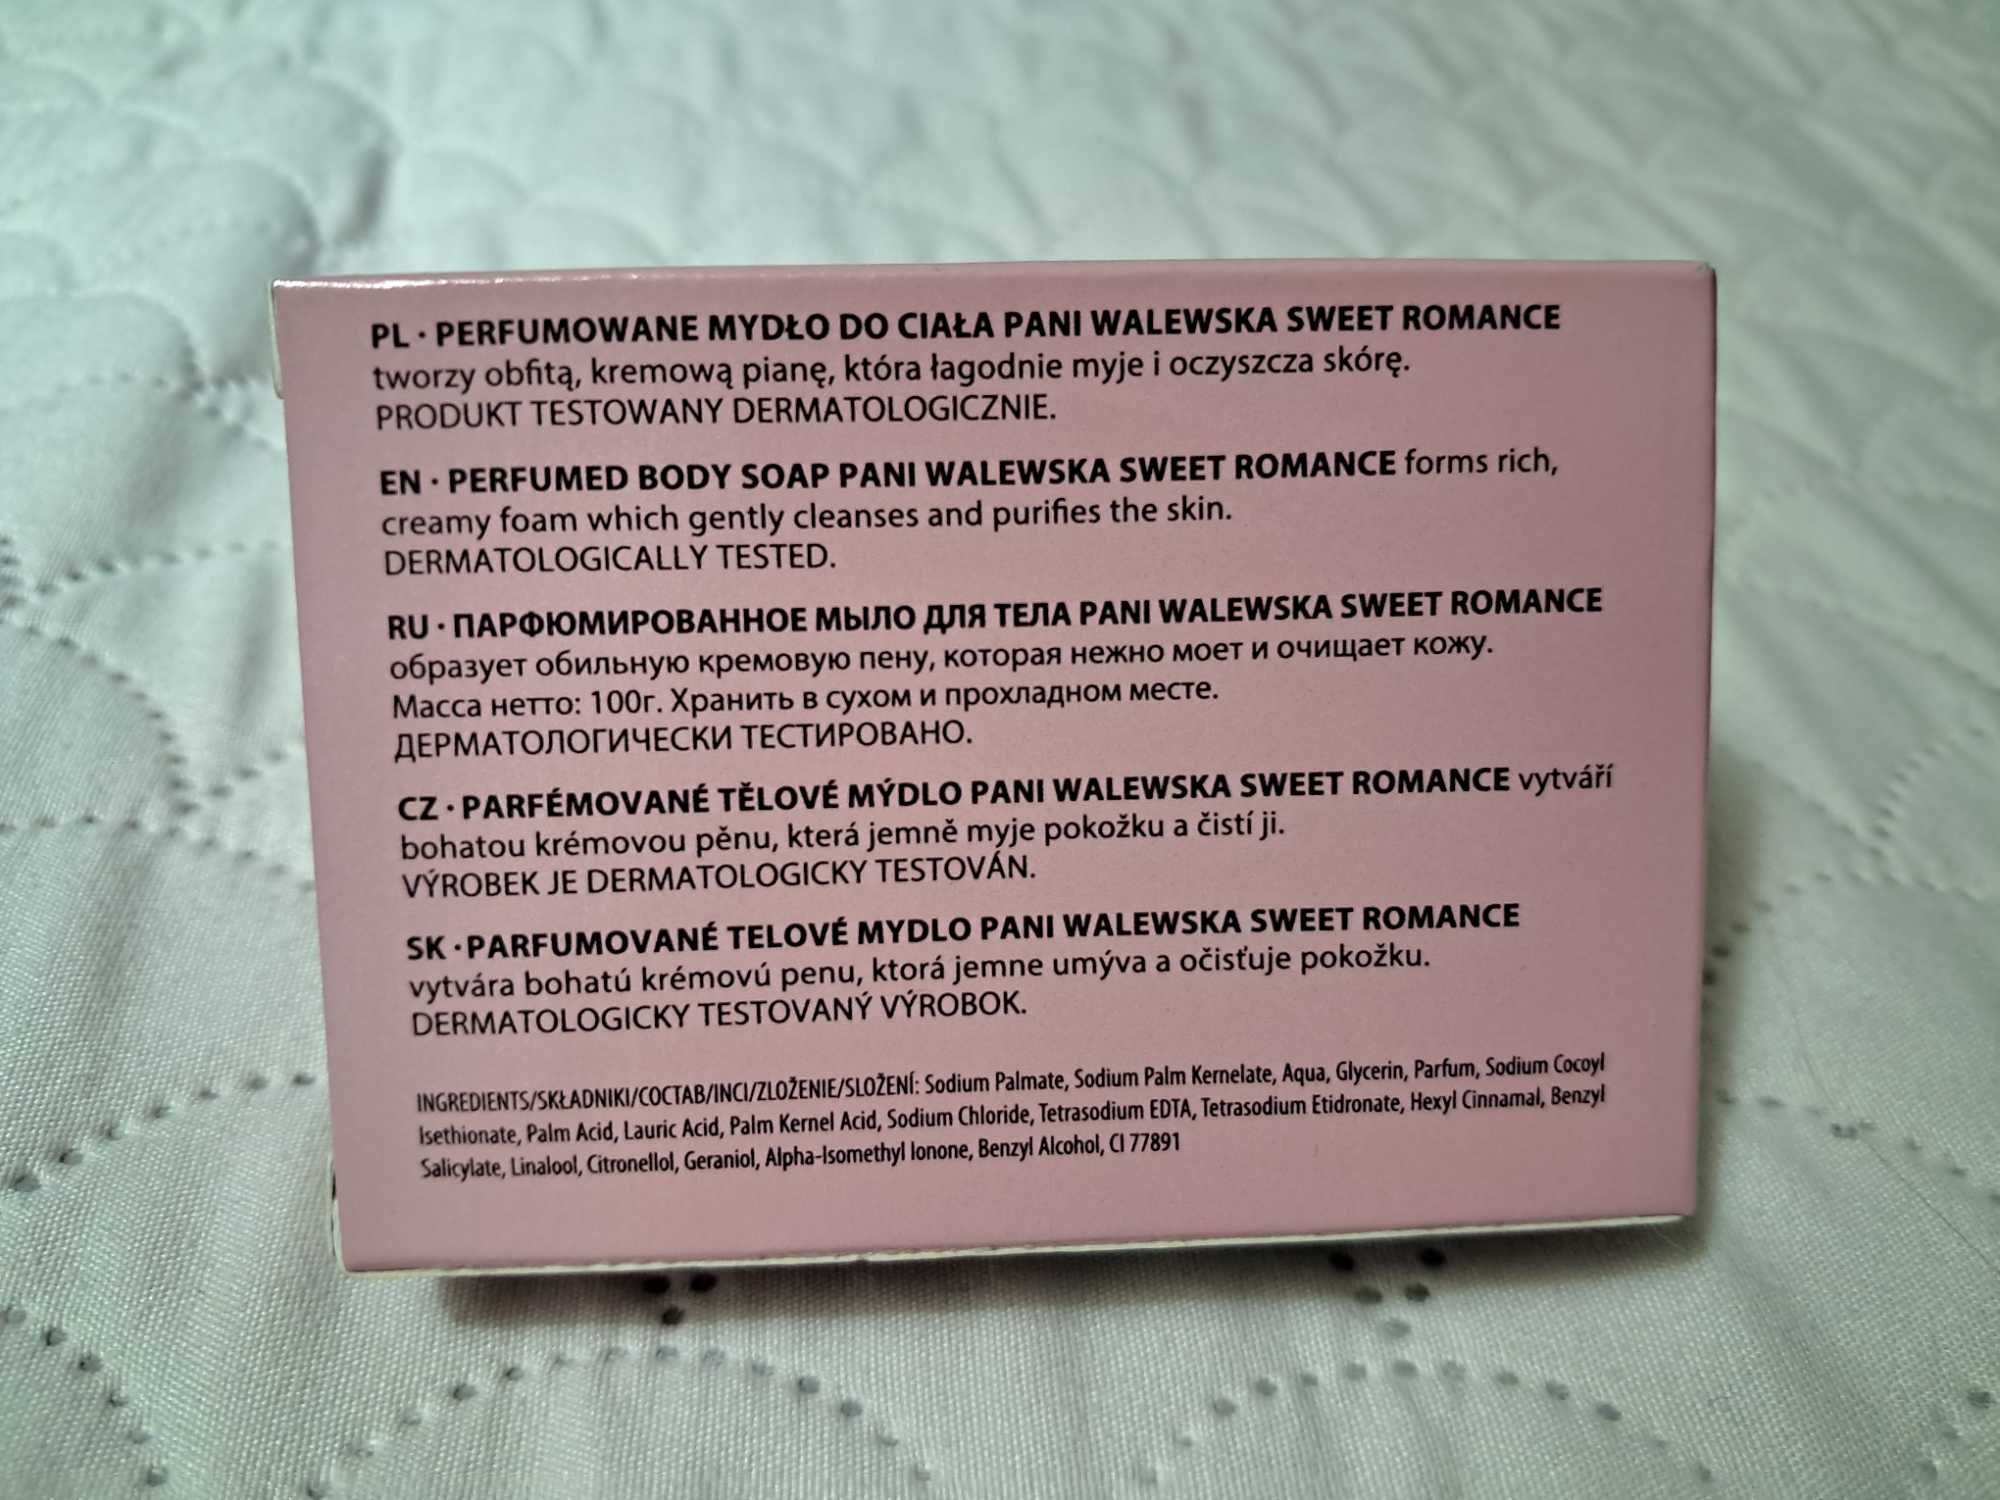 PL · PERFUMOWANE MYDŁO DO CIAŁA PANI WALEWSKA SWEET ROMANCE
tworzy obfitą, kremową pianę, która łagodnie myje i oczyszcza skórę.
PRODUKT TESTOWANY DERMATOLOGICZNIE.
EN · PERFUMED BODY SOAP PANI WALEWSKA SWEET ROMANCE forms rich,
creamy foam which gently cleanses and purifies the skin.
DERMATOLOGICALLY TESTED.
RU · ПАРФЮМИРОВАННОЕ МЫЛО ДЛЯ ТЕЛА PANI WALEWSKA SWEET ROMANCE
образует обильную кремовую пену, которая нежно моет и очищает кожу.
Масса нетто: 100г. Хранить в сухом и прохладном месте.
ДЕРМАТОЛОГИЧЕСКИ ТЕСТИРОВАНО.
CZ · PARFÉMOVANÉ TĚLOVÉ MÝDLO PANI WALEWSKA SWEET ROMANCE vytváří
bohatou krémovou pěnu, která jemně myje pokožku a čistí ji.
VÝROBEK JE DERMATOLOGICKY TESTOVÁN.
SK · PARFUMOVANÉ TELOVÉ MYDLO PANI WALEWSKA SWEET ROMANCE
vytvára bohatú krémovú penu, ktorá jemne umýva a očisťuje pokožku.
DERMATOLOGICKY TESTOVANÝ VÝROBOK.
INGREDIENTS/SKŁADNIKI/СОСТАВ/INCI/ZLOŽENIE/SLOŽENÍ: Sodium Palmate, Sodium Palm Kernelate, Aqua, Glycerin, Parfum, Sodium Cocoyl
Isethionate, Palm Acid, Lauric Acid, Palm Kernel Acid, Sodium Chloride, Tetrasodium EDTA, Tetrasodium Etidronate, Hexyl Cinnamal, Benzyl
Salicylate, Linalool, Citronellol, Geraniol, Alpha-Isomethyl Ionone, Benzyl Alcohol, CI 77891